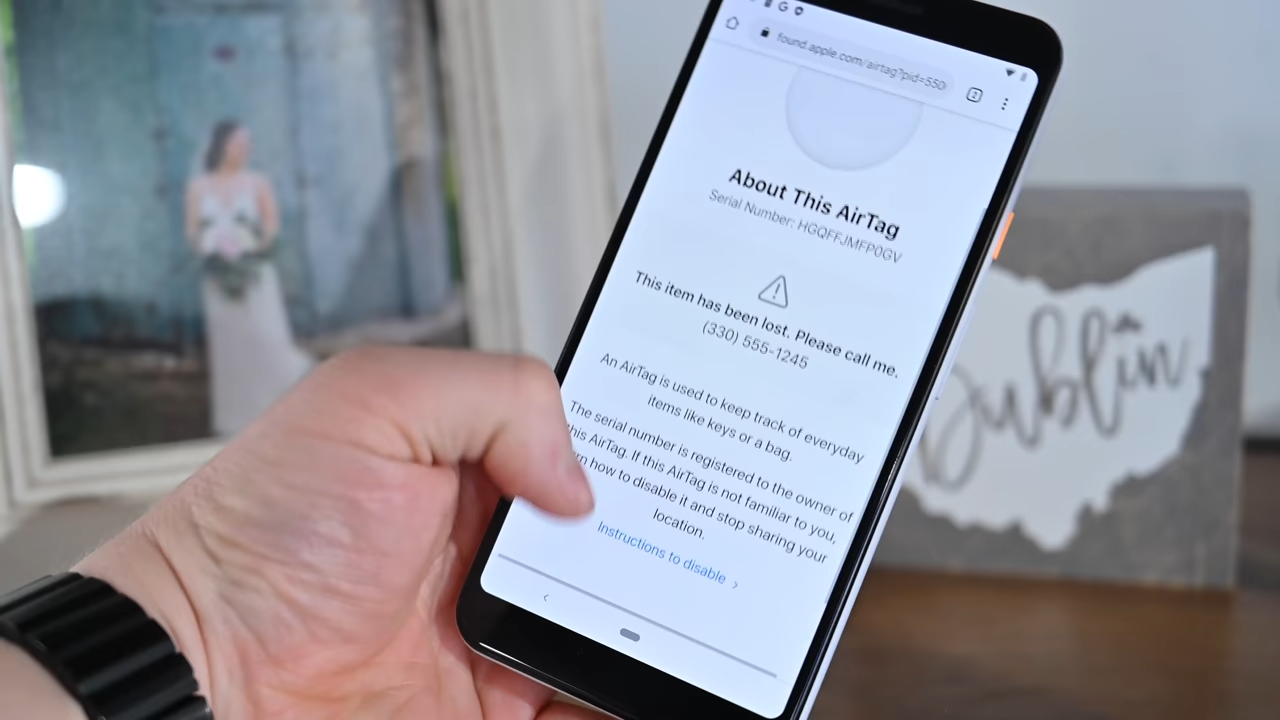 found.apple.com/airtag?pid=550
2
About This AirTag
Serial Number: HGQFFJMFP0GV
This item has been lost. Please call me.
(330) 555-1245
An AirTag is used to keep track of everyday
items like keys or a bag.
The serial number is registered to the owner of
this AirTag. If this AirTag is not familiar to you,
how to disable it and stop sharing your
location.
Instructions to disable
Dublin